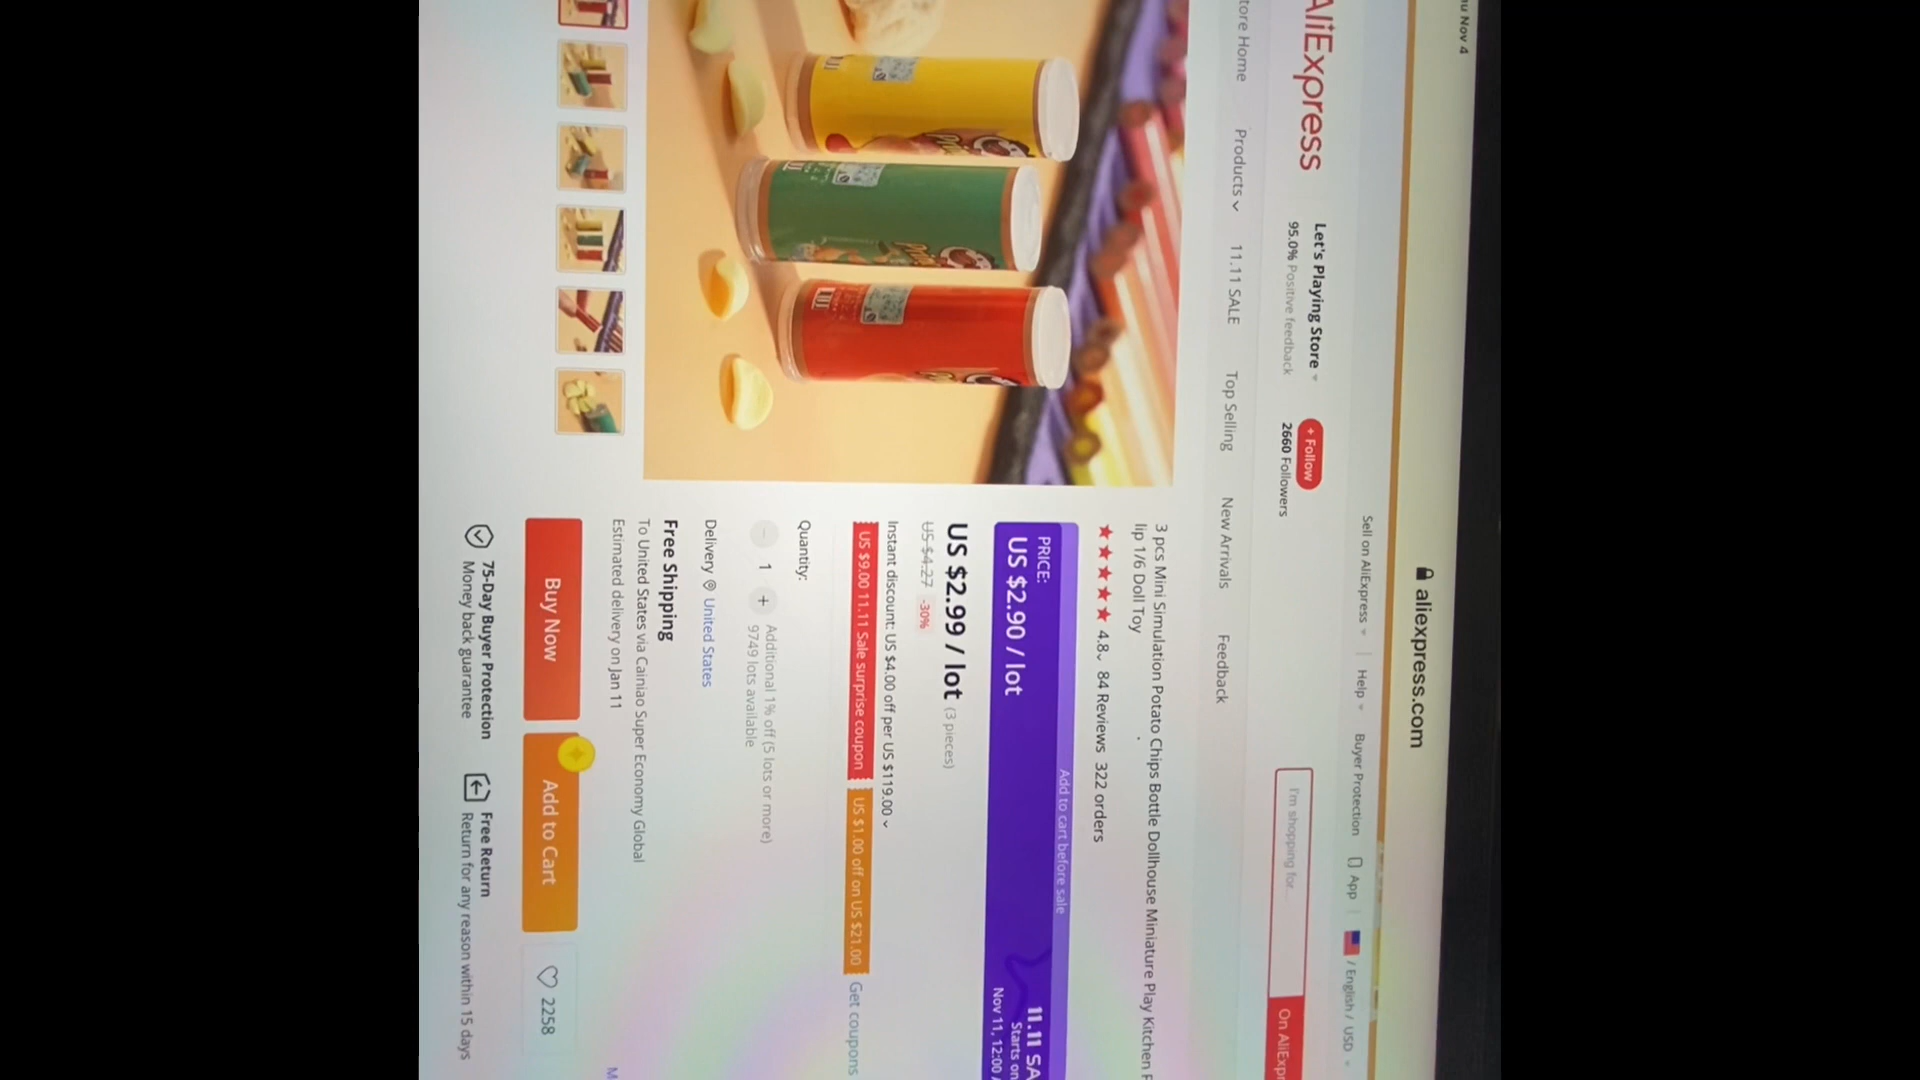 Nov 4
aliexpress.com
Sell on AliExpress
Help
Buyer Protection
App
/ English / USD
AliExpress
Let's Playing Store
95.0% Positive feedback
+ Follow
2660 Followers
I'm shopping for...
On AliExpr
Store Home
Products
11.11 SALE
Top Selling
New Arrivals
Feedback
3 pcs Mini Simulation Potato Chips Bottle Dollhouse Miniature Play Kitchen F
lip 1/6 Doll Toy
4.8 84 Reviews 322 orders
Add to cart before sale
PRICE:
US $2.90 / lot
11.11 SA
Starts on
Nov 11, 12:00
US $2.99 / lot (3 pieces)
US $4.27 -30%
Instant discount: US $4.00 off per US $119.00
US $9.00 11.11 Sale surprise coupon
US $1.00 off on US $21.00
Get coupons
Quantity:
1
Additional 1% off (5 lots or more)
9749 lots available
Delivery United States
Free Shipping
To United States via Cainiao Super Economy Global
Estimated delivery on Jan 11
M
Buy Now
Add to Cart
2258
75-Day Buyer Protection
Money back guarantee
Free Return
Return for any reason within 15 days